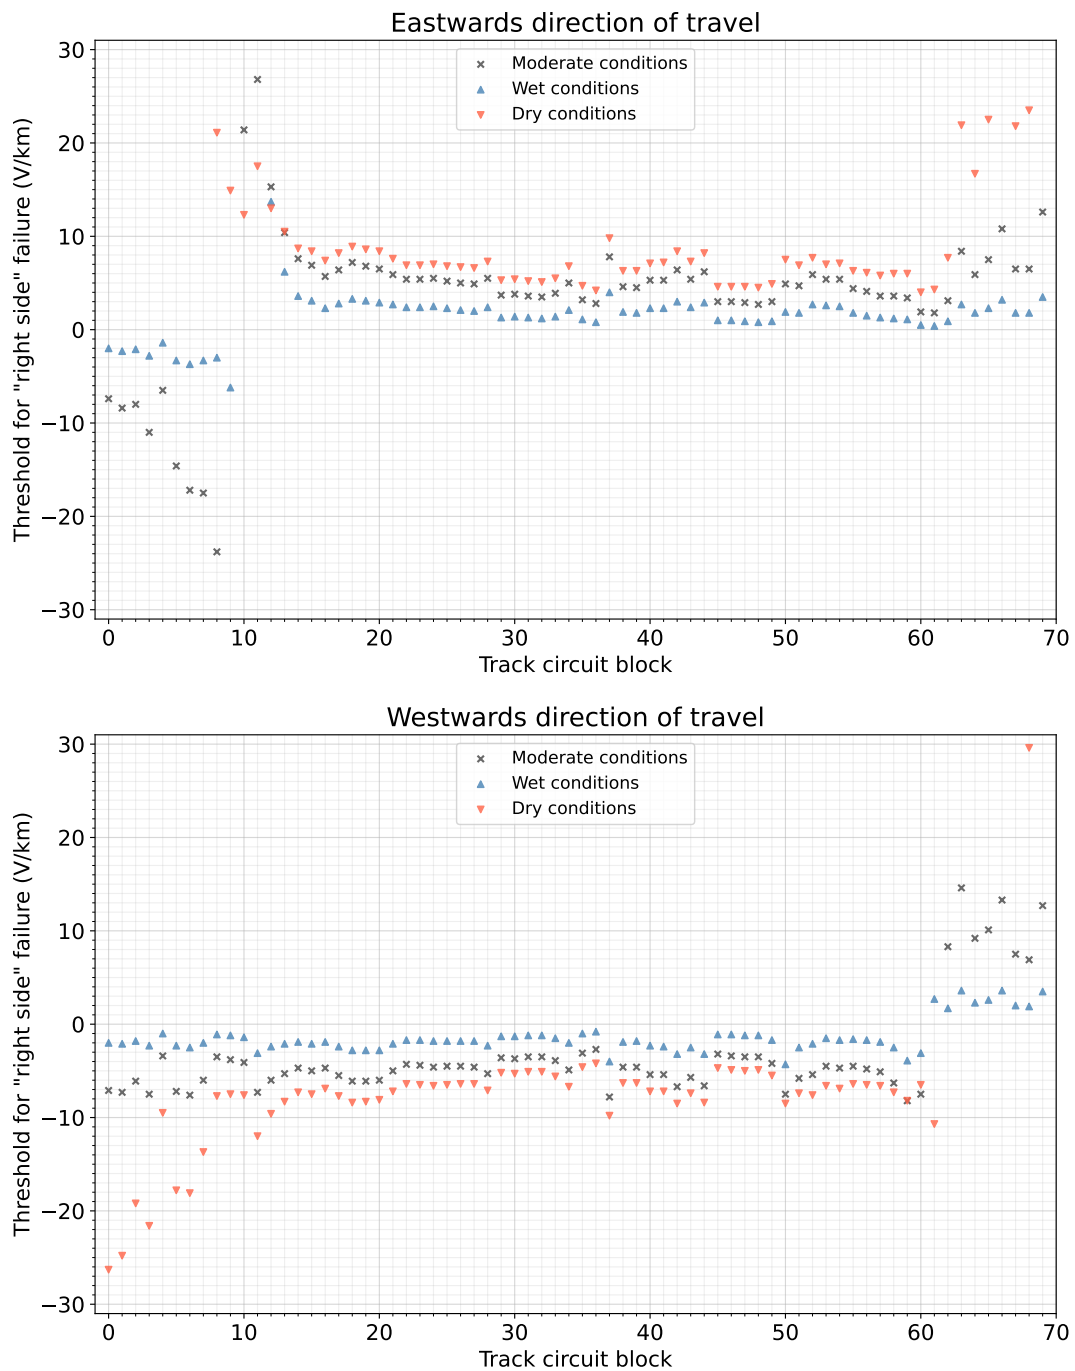 Eastwards direction of travel
Moderate conditions
Wet conditions
Dry conditions
Threshold for "right side" failure (V/km)
30
20
10
0
−10
−20
−30
0 10 20 30 40 50 60 70
Track circuit block
Westwards direction of travel
Moderate conditions
Wet conditions
Dry conditions
Threshold for "right side" failure (V/km)
30
20
10
0
−10
−20
−30
0 10 20 30 40 50 60 70
Track circuit block